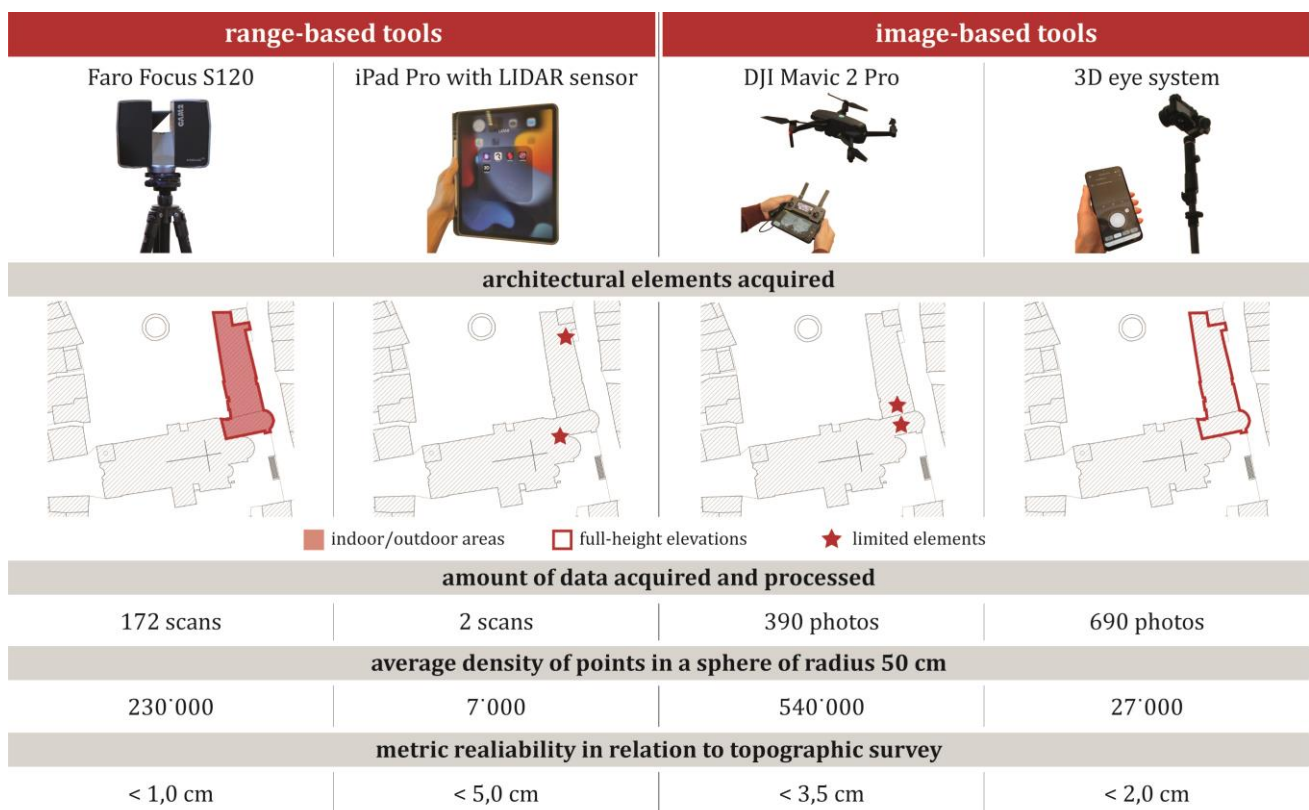 range-based tools
image-based tools
Faro Focus S120
iPad Pro with LIDAR sensor
DJI Mavic 2 Pro
3D eye system
architectural elements acquired
indoor/outdoor areas
full-height elevations
limited elements
amount of data acquired and processed
172 scans
2 scans
390 photos
690 photos
average density of points in a sphere of radius 50 cm
230˙000
7˙000
540˙000
27˙000
metric realiability in relation to topographic survey
< 1,0 cm
< 5,0 cm
< 3,5 cm
< 2,0 cm